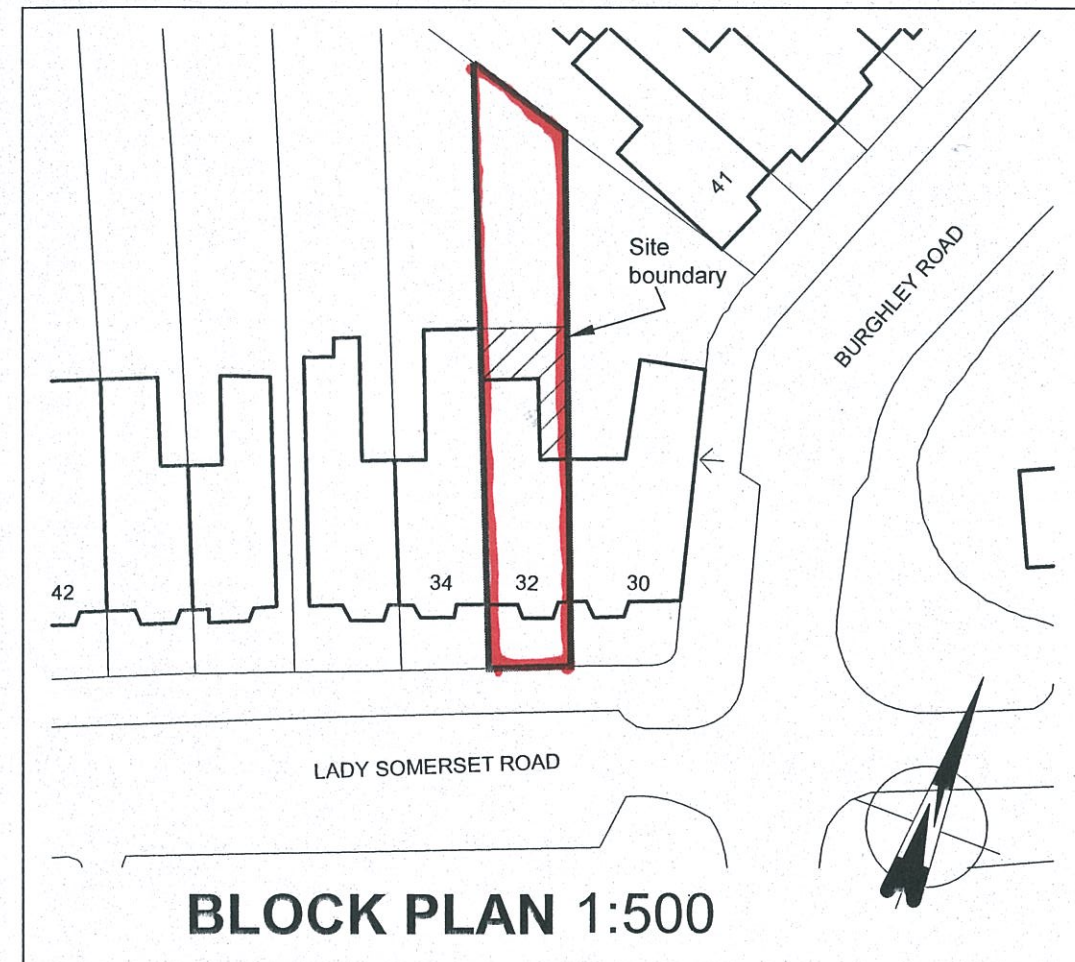 41
Site
boundary
BURGHLEY ROAD
42
34
32
30
LADY SOMERSET ROAD
BLOCK PLAN 1:500